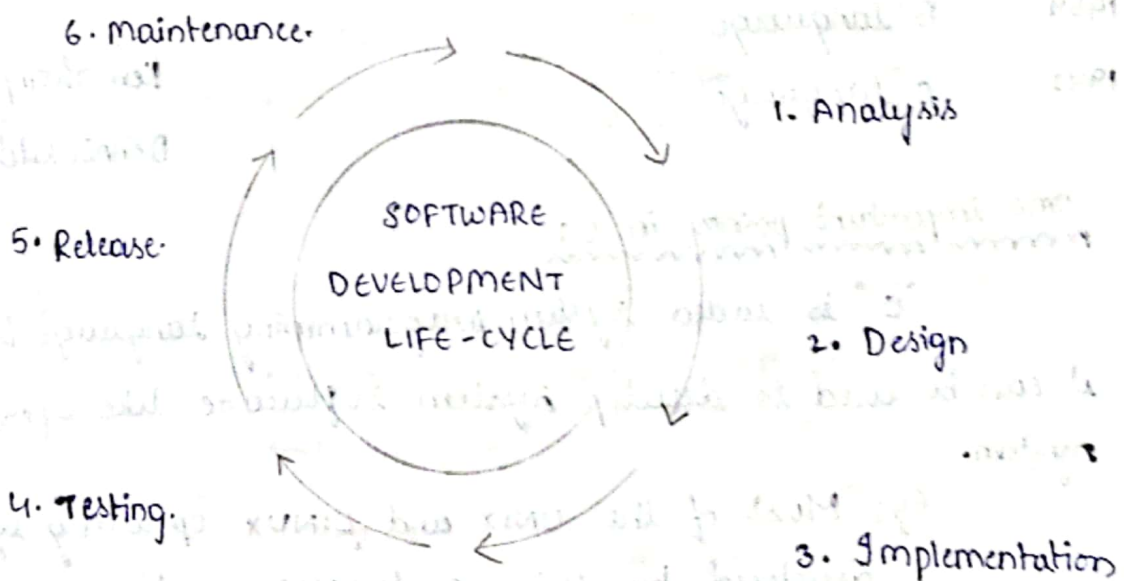 6. Maintenance.
1. Analysis
SOFTWARE
5. Release.
DEVELOPMENT
LIFE-CYCLE
2. Design
4. Testing.
3. Implementation